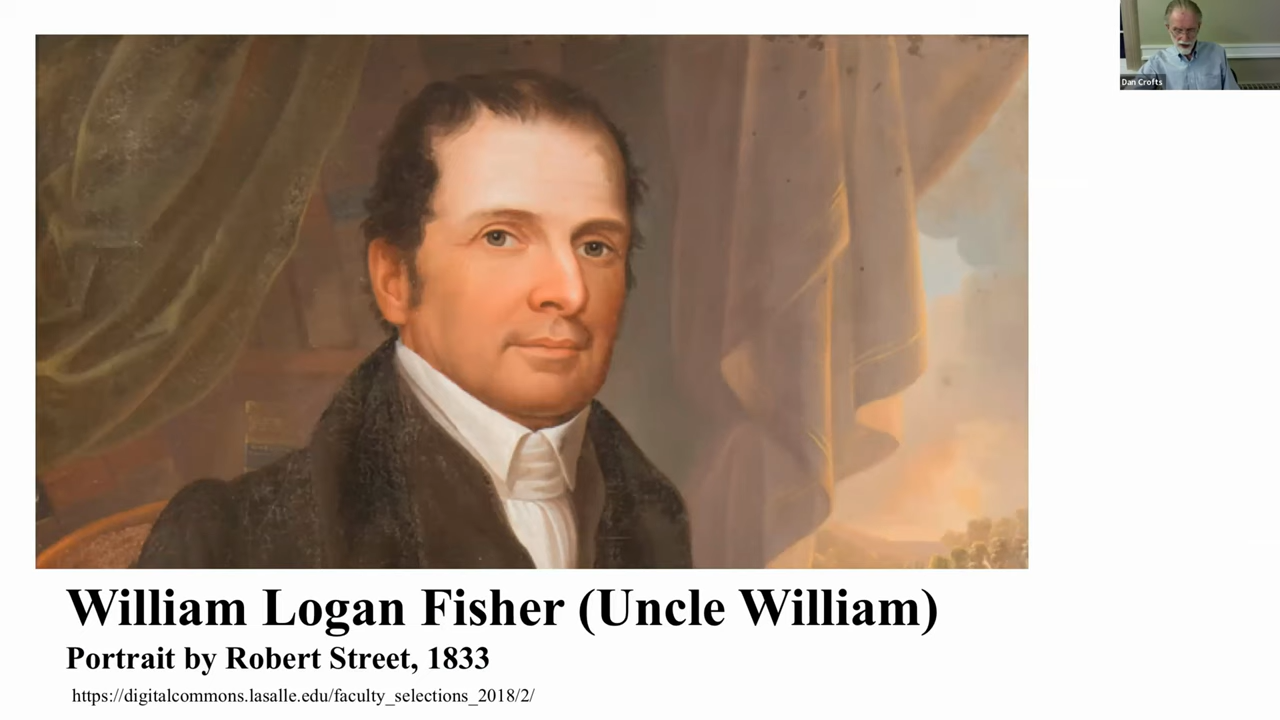 Dan Crofts
William Logan Fisher (Uncle William)
Portrait by Robert Street, 1833
https://digitalcommons.lasalle.edu/faculty_selections_2018/2/